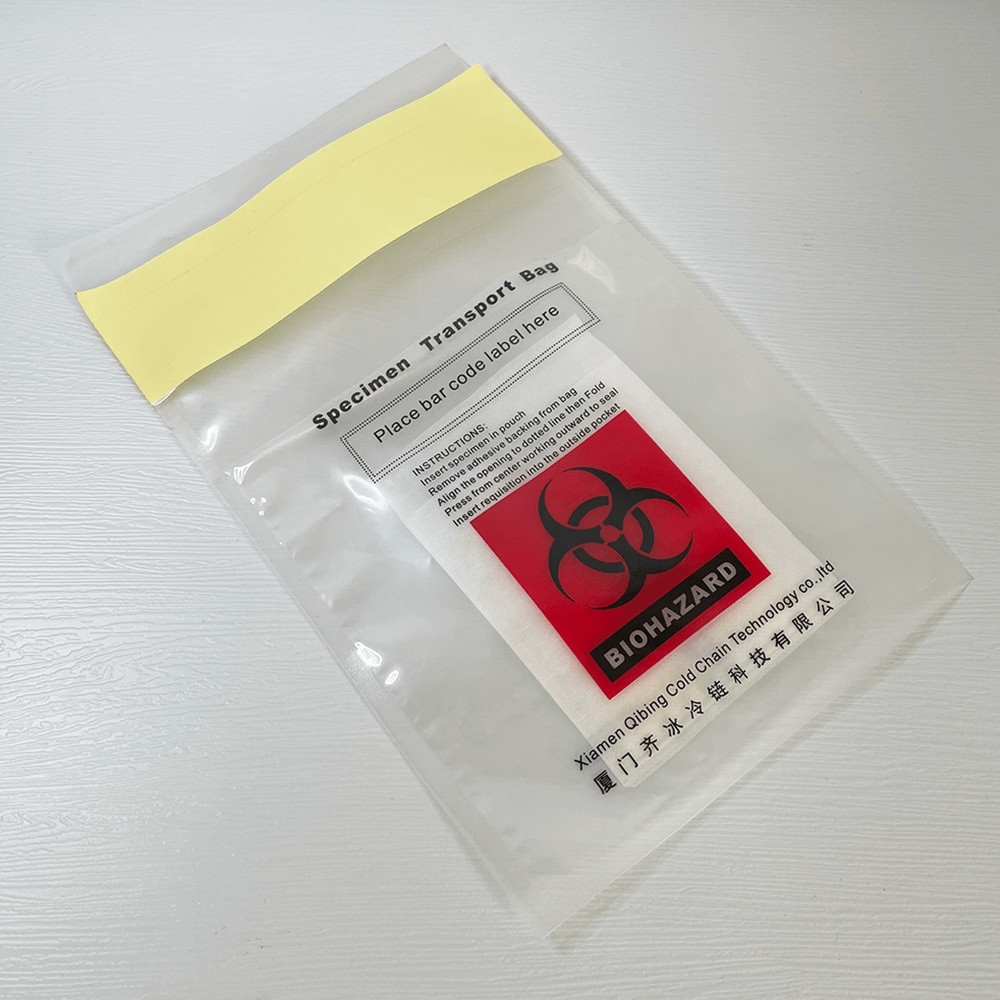 Specimen Transport Bag
Place bar code label here
INSTRUCTIONS:
Insert specimen in pouch
Remove adhesive backing from bag
Align the opening to dotted line then Fold
Press from center working outward to seal
Insert requisition into the outside pocket
BIOHAZARD
Xiamen Qibing Cold Chain Technology co.,ltd
厦门齐冰冷链科技有限公司